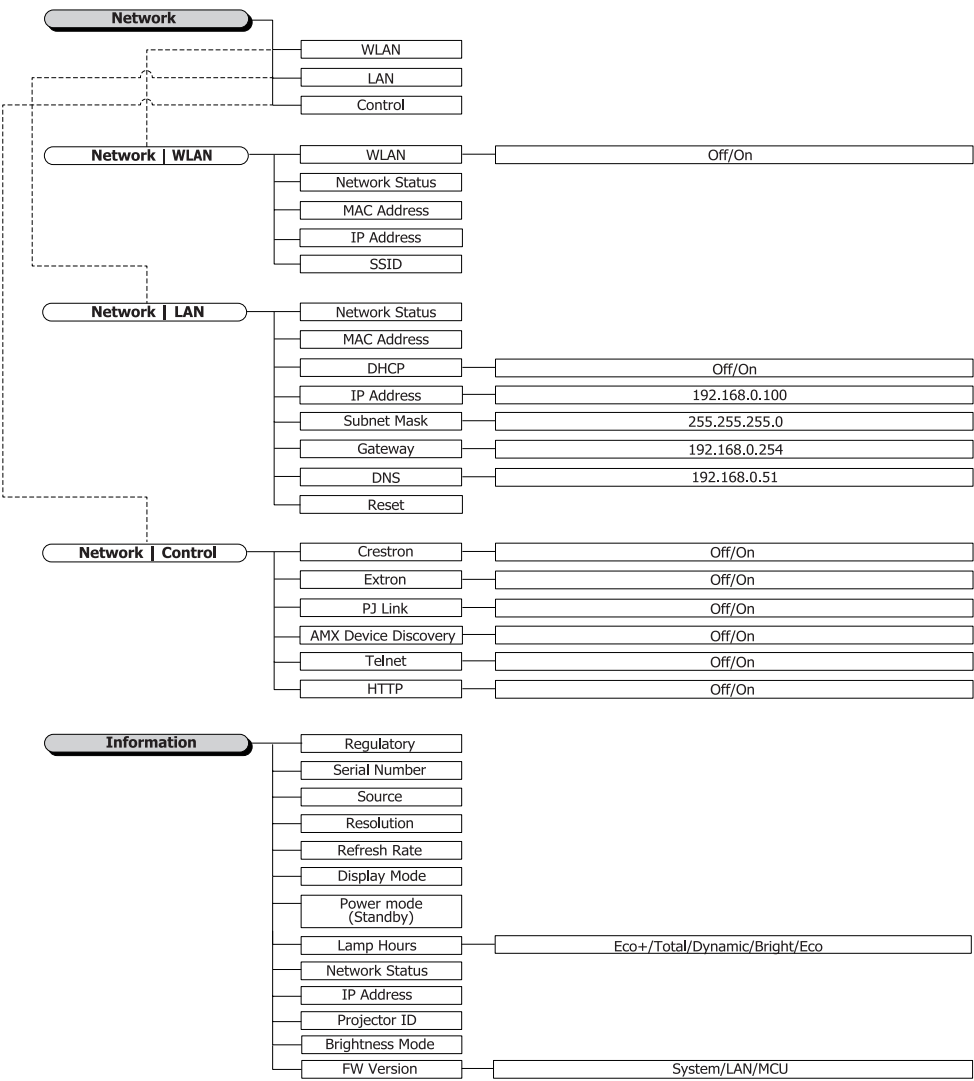 Network
WLAN
LAN
Control
Network | WLAN
WLAN
Off/On
Network Status
MAC Address
IP Address
SSID
Network | LAN
Network Status
MAC Address
DHCP
Off/On
IP Address
192.168.0.100
Subnet Mask
255.255.255.0
Gateway
192.168.0.254
DNS
192.168.0.51
Reset
Network | Control
Crestron
Off/On
Extron
Off/On
PJ Link
Off/On
AMX Device Discovery
Off/On
Telnet
Off/On
HTTP
Off/On
Information
Regulatory
Serial Number
Source
Resolution
Refresh Rate
Display Mode
Power mode
(Standby)
Lamp Hours
Eco+/Total/Dynamic/Bright/Eco
Network Status
IP Address
Projector ID
Brightness Mode
FW Version
System/LAN/MCU